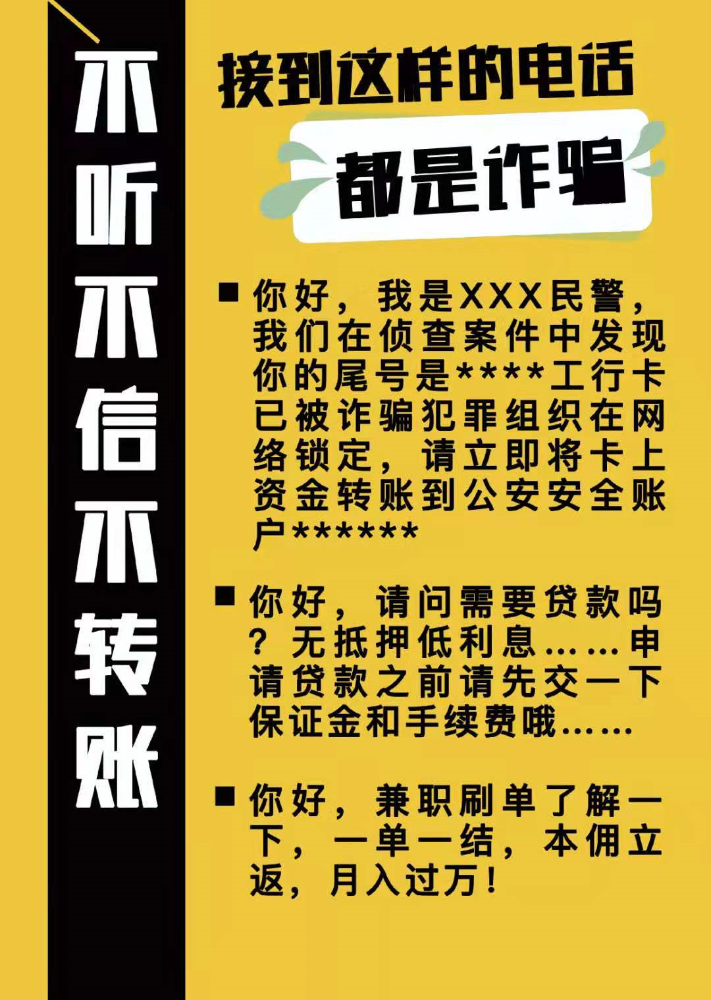 不听不信不转账
接到这样的电话
都是诈骗
你好，我是XXX民警，
我们在侦查案件中发现
你的尾号是****工行卡
已被诈骗犯罪组织在网
络锁定，请立即将卡上
资金转账到公安安全账
户******
你好，请问需要贷款吗
？无抵押低利息……申
请贷款之前请先交一下
保证金和手续费哦……
你好，兼职刷单了解一
下，一单一结，本佣立
返，月入过万！